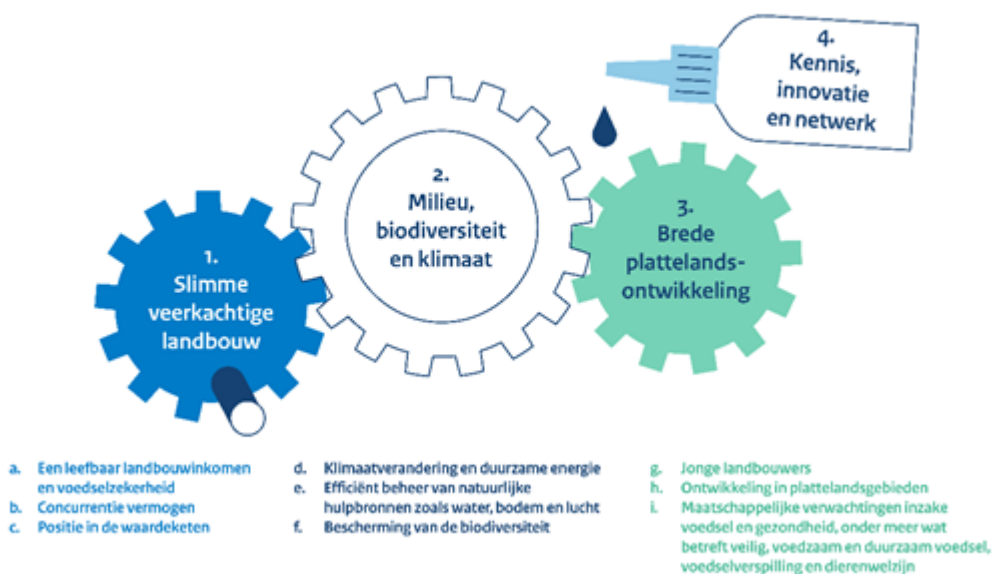 4.
Kennis,
innovatie
en netwerk
2.
Milieu,
biodiversiteit
en klimaat
3.
Brede
plattelands-
ontwikkeling
1.
Slimme
veerkachtige
landbouw
a. Een leefbaar landbouwinkomen
en voedselzekerheid
b. Concurrentie vermogen
c. Positie in de waardeketen
d. Klimaatverandering en duurzame energie
e. Efficiënt beheer van natuurlijke
hulpbronnen zoals water, bodem en lucht
f. Bescherming van de biodiversiteit
g. Jonge landbouwers
h. Ontwikkeling in plattelandsgebieden
i. Maatschappelijke verwachtingen inzake
voedsel en gezondheid, onder meer wat
betreft veilig, voedzaam en duurzaam voedsel,
voedselverspilling en dierenwelzijn